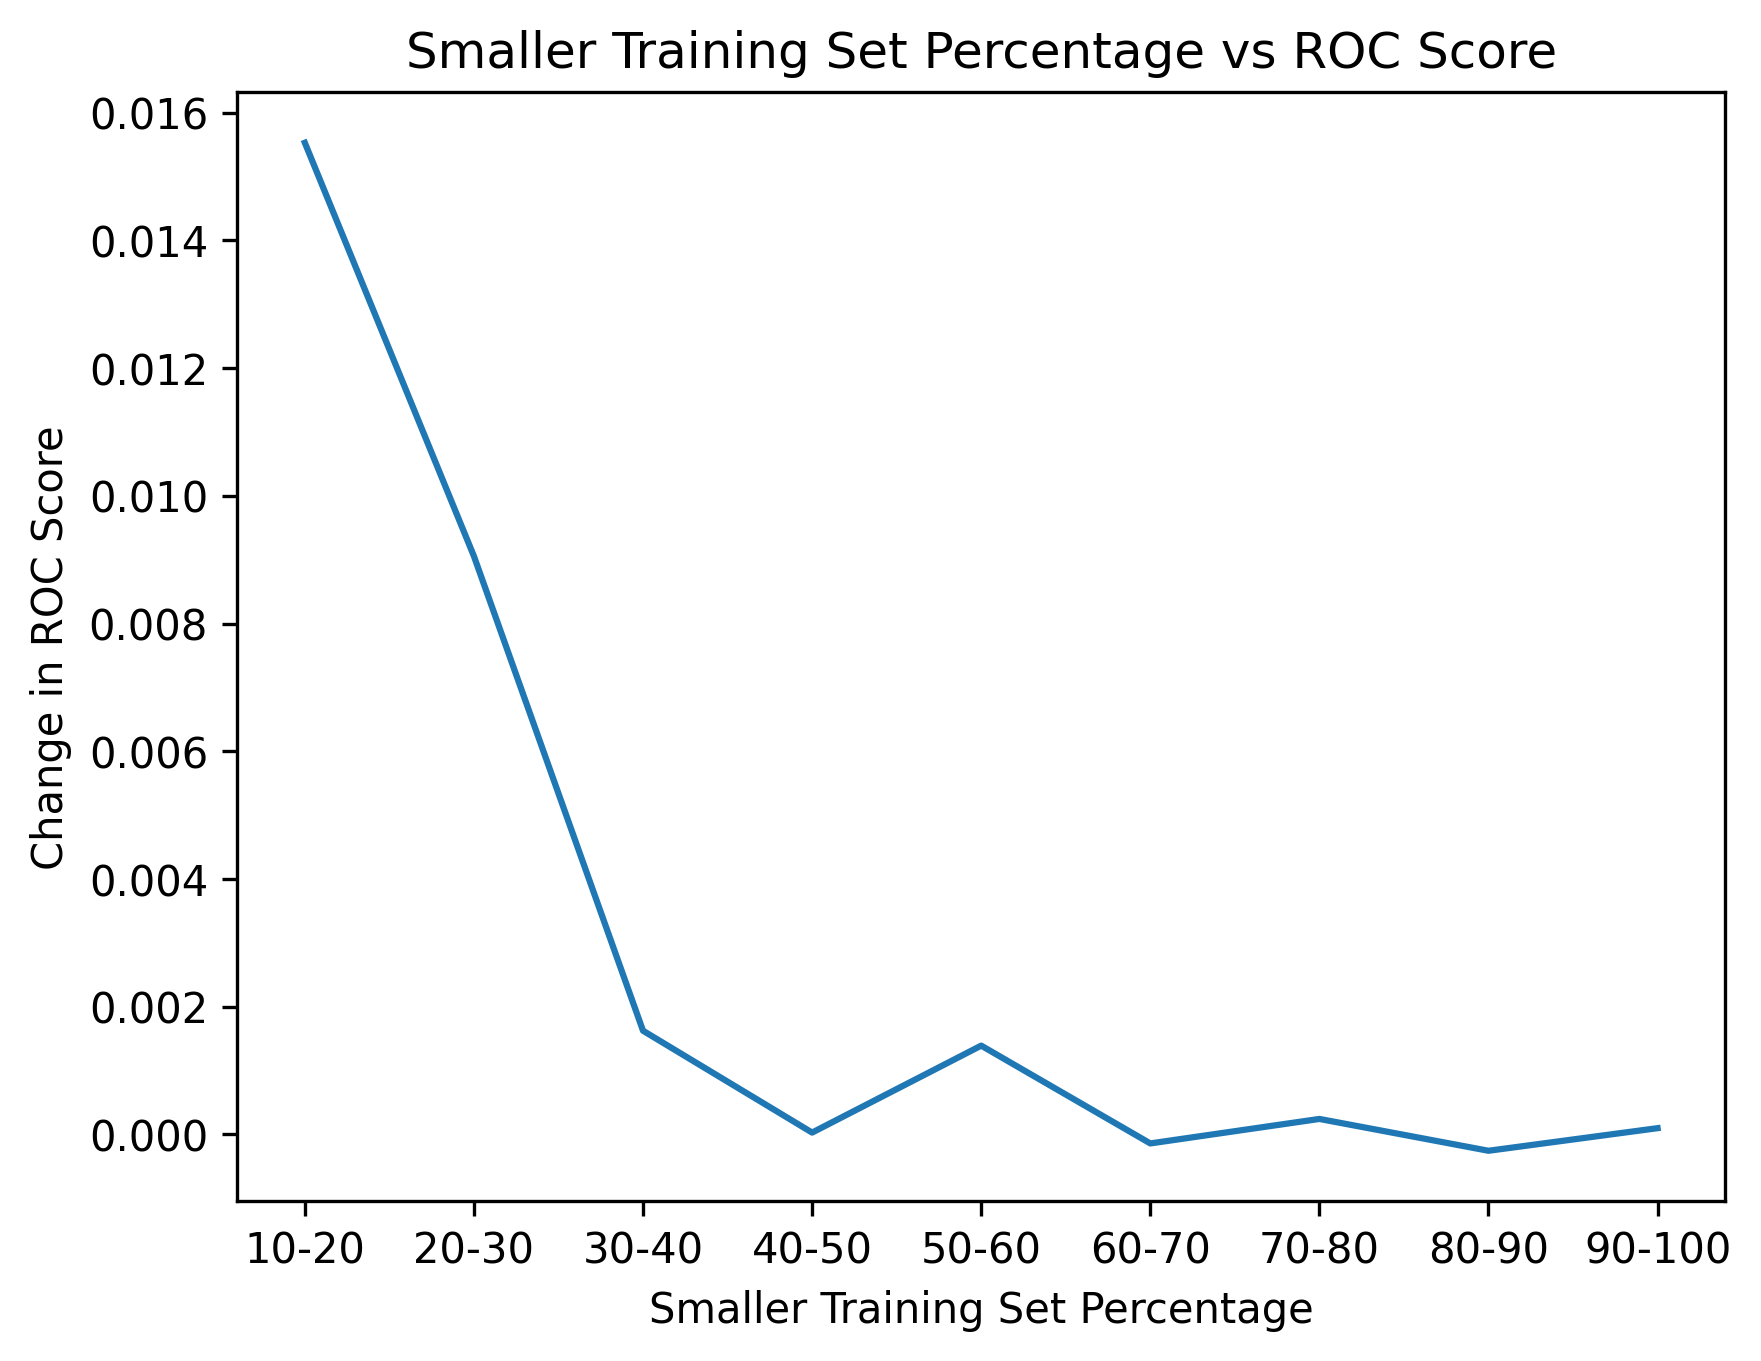 Smaller Training Set Percentage vs ROC Score
Change in ROC Score
0.016
0.014
0.012
0.010
0.008
0.006
0.004
0.002
0.000
10-20 20-30 30-40 40-50 50-60 60-70 70-80 80-90 90-100
Smaller Training Set Percentage